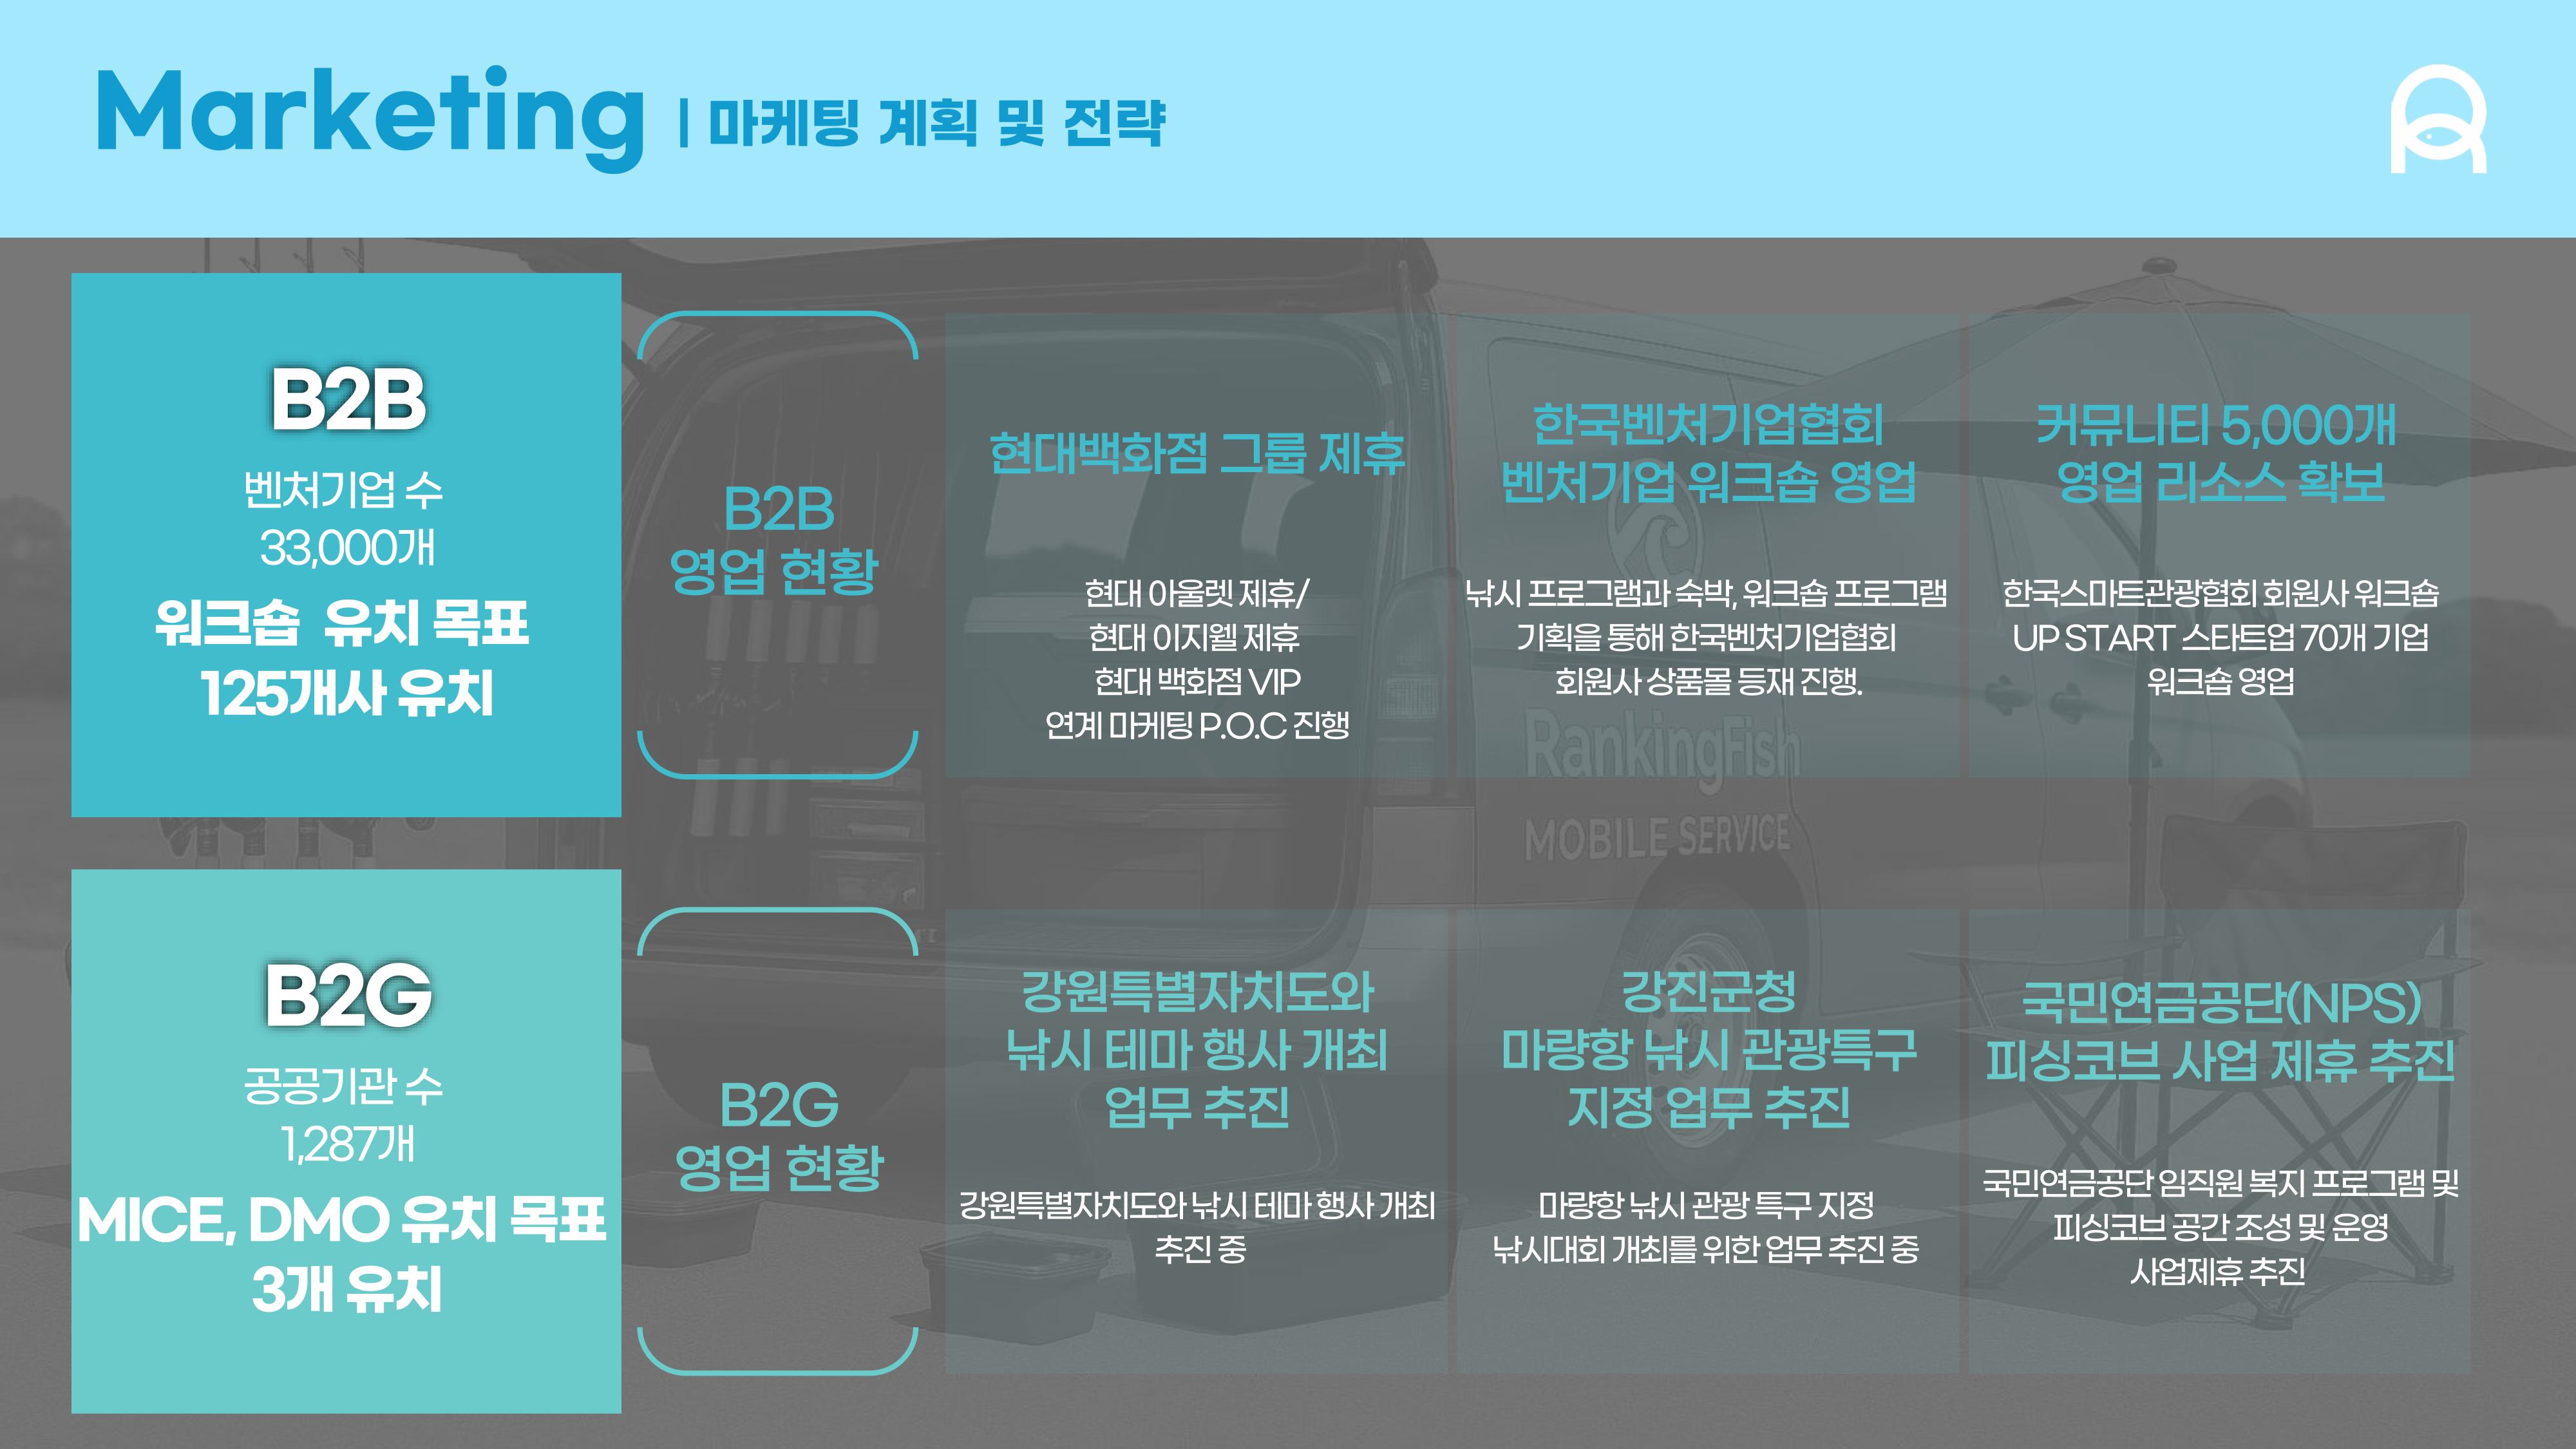 Marketing | 마케팅 계획 및 전략
B2B
벤처기업 수
33,000개
워크숍 유치 목표
125개사 유치
B2B
영업 현황
현대백화점 그룹 제휴
현대 아울렛 제휴/
현대 이지웰 제휴
현대 백화점 VIP
연계 마케팅 P.O.C 진행
한국벤처기업협회
벤처기업 워크숍 영업
낚시 프로그램과 숙박, 워크숍 프로그램
기획을 통해 한국벤처기업협회
회원사 상품몰 등재 진행.
커뮤니티 5,000개
영업 리소스 확보
한국스마트관광협회 회원사 워크숍
UP START 스타트업 70개 기업
워크숍 영업
RankingFish
MOBILE SERVICE
B2G
공공기관 수
1,287개
MICE, DMO 유치 목표
3개 유치
B2G
영업 현황
강원특별자치도와
낚시 테마 행사 개최
업무 추진
강원특별자치도와 낚시 테마 행사 개최
추진 중
강진군청
마량항 낚시 관광특구
지정 업무 추진
마량항 낚시 관광 특구 지정
낚시대회 개최를 위한 업무 추진 중
국민연금공단(NPS)
피싱코브 사업 제휴 추진
국민연금공단 임직원 복지 프로그램 및
피싱코브 공간 조성 및 운영
사업제휴 추진